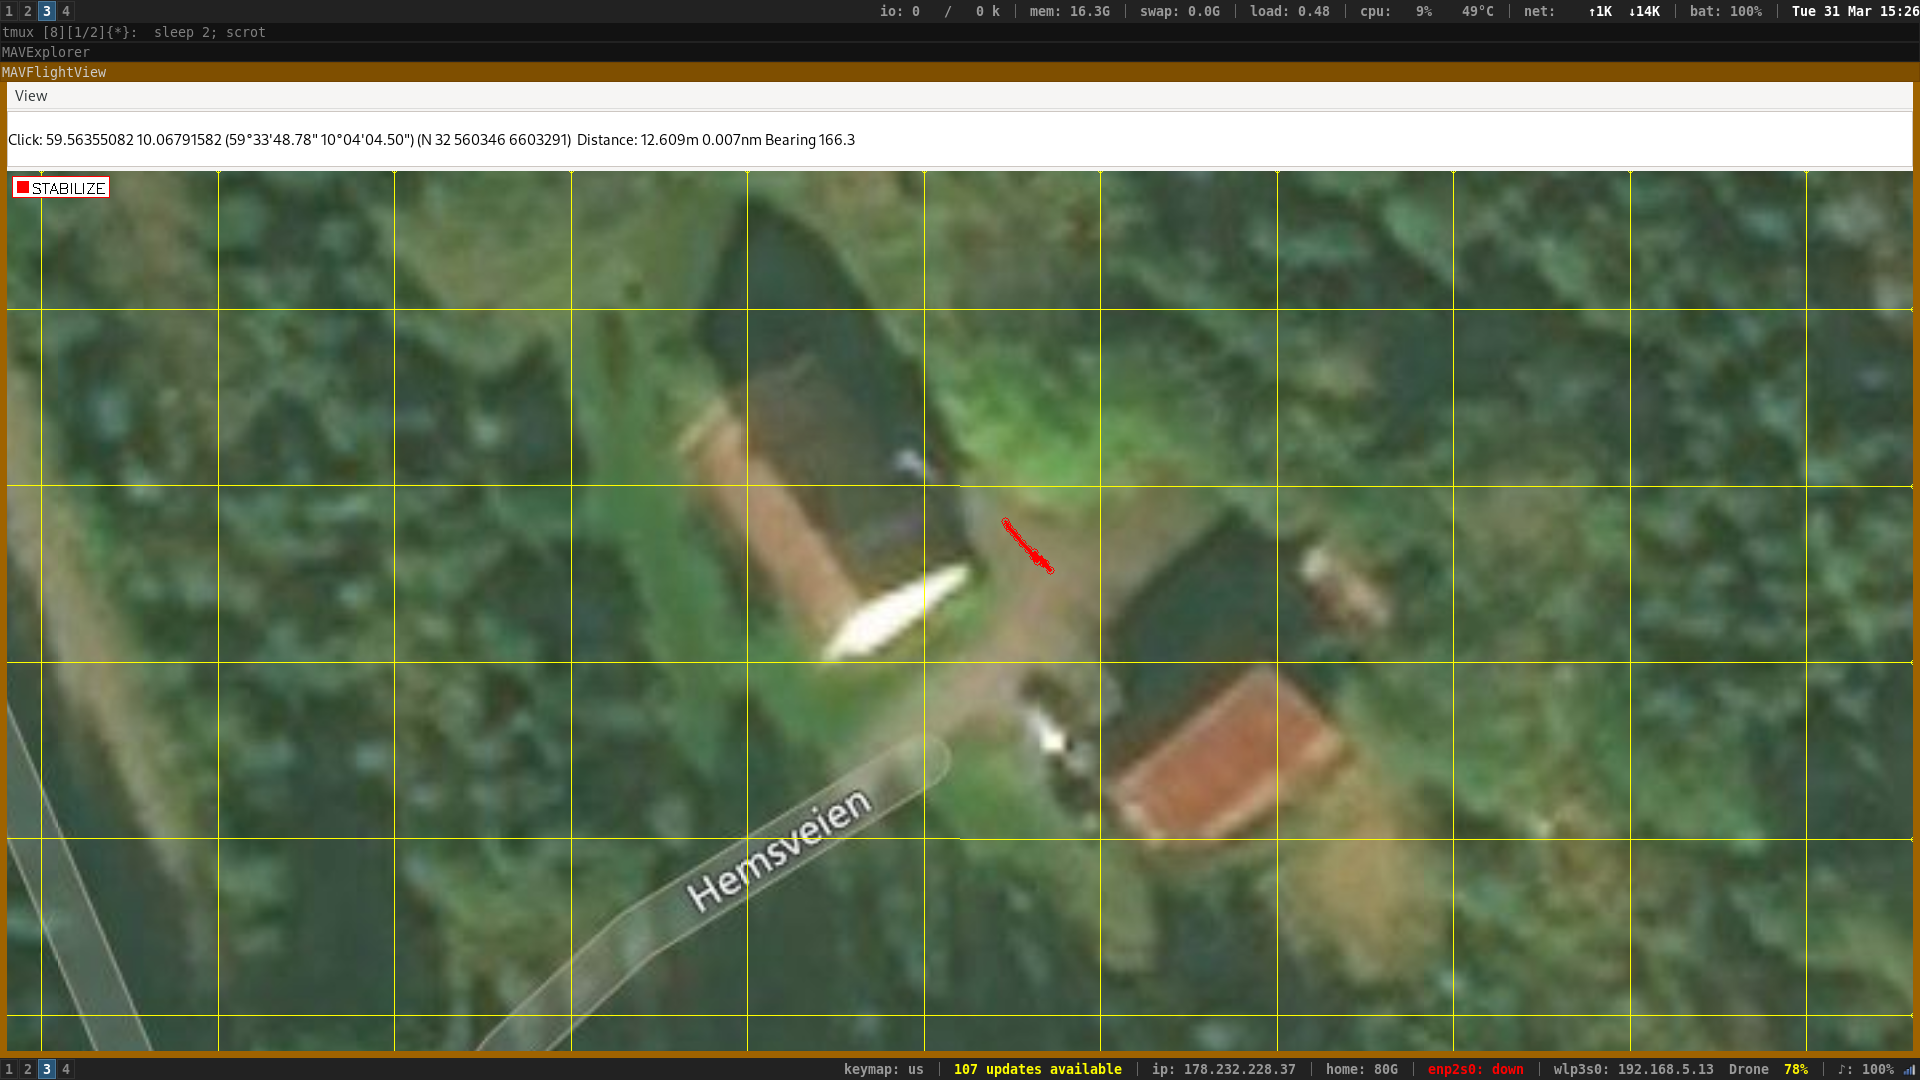 1 2 3 4 io: 0 / 0 k | mem: 16.3G | swap: 0.0G | load: 0.48 | cpu: 9% 49°C | net: ↑1K ↓14K | bat: 100% | Tue 31 Mar 15:26
tmux [8][1/2]{*}: sleep 2; scrot
MAVExplorer
MAVFlightView
View
Click: 59.56355082 10.06791582 (59°33'48.78" 10°04'04.50") (N 32 560346 6603291) Distance: 12.609m 0.007nm Bearing 166.3
STABILIZE
Hemsveien
1 2 3 4 keymap: us | 107 updates available | ip: 178.232.228.37 | home: 80G | enp2s0: down | wlp3s0: 192.168.5.13 Drone 78% | ♪: 100%